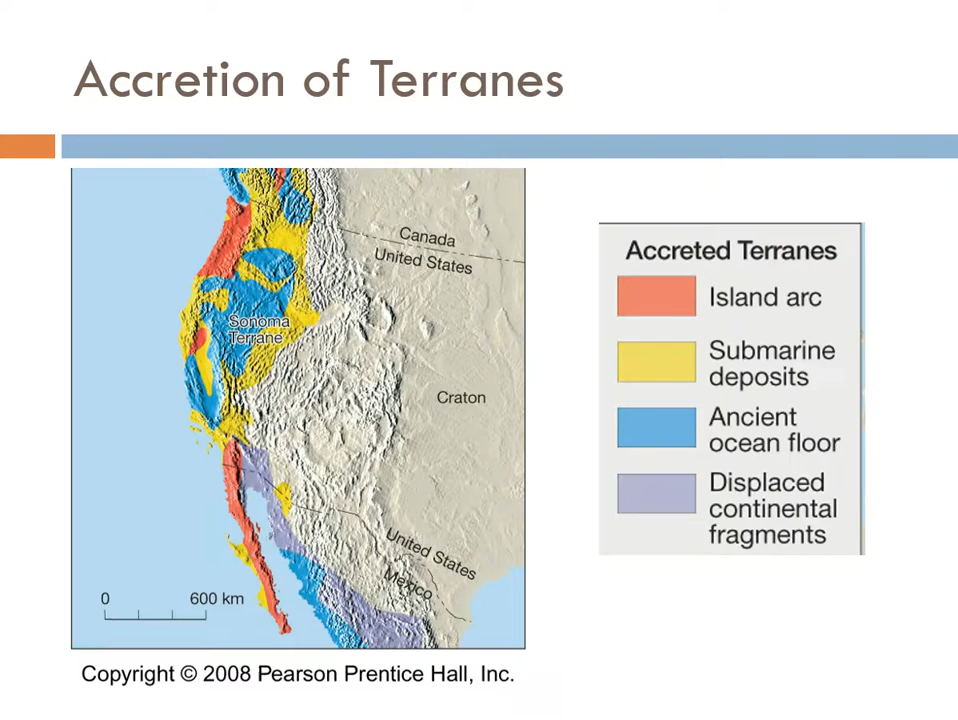 Accretion of Terranes
Canada
United States
Sonoma
Terrane
Craton
United States
Mexico
0 600 km
Accreted Terranes
Island arc
Submarine
deposits
Ancient
ocean floor
Displaced
continental
fragments
Copyright © 2008 Pearson Prentice Hall, Inc.